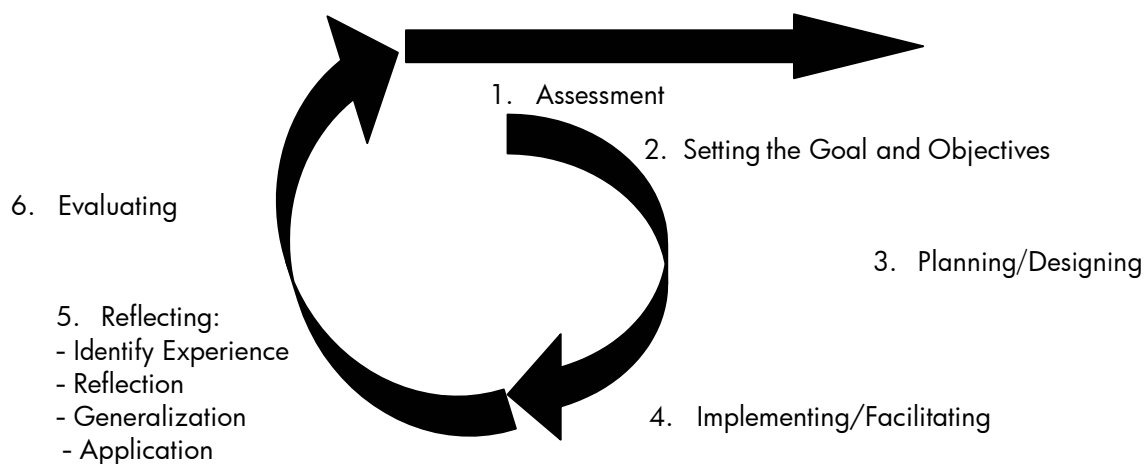 1. Assessment
2. Setting the Goal and Objectives
3. Planning/Designing
4. Implementing/Facilitating
5. Reflecting:
- Identify Experience
- Reflection
- Generalization
- Application
6. Evaluating